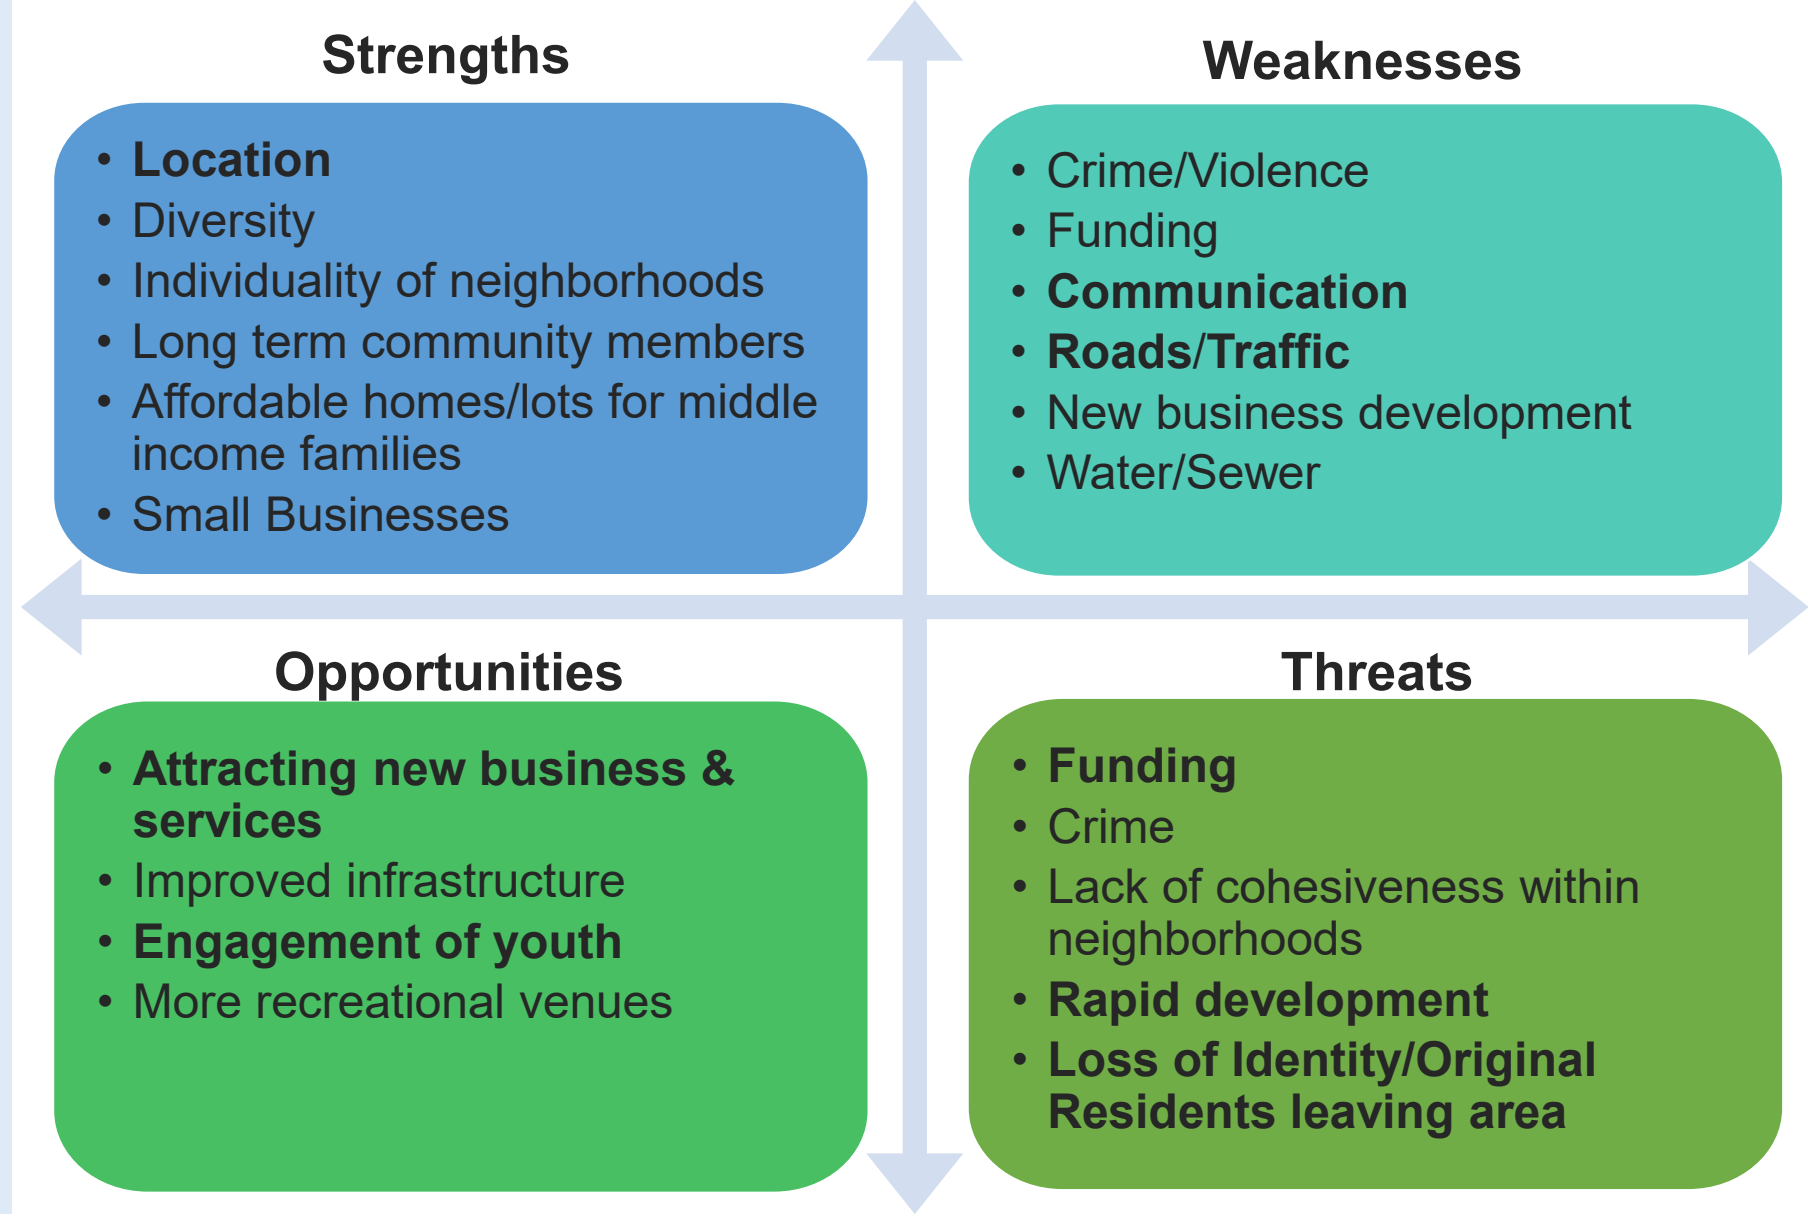 Strengths
• Location
• Diversity
• Individuality of neighborhoods
• Long term community members
• Affordable homes/lots for middle
income families
• Small Businesses
Weaknesses
• Crime/Violence
• Funding
• Communication
• Roads/Traffic
• New business development
• Water/Sewer
Opportunities
• Attracting new business &
services
• Improved infrastructure
• Engagement of youth
• More recreational venues
Threats
• Funding
• Crime
• Lack of cohesiveness within
neighborhoods
• Rapid development
• Loss of Identity/Original
Residents leaving area